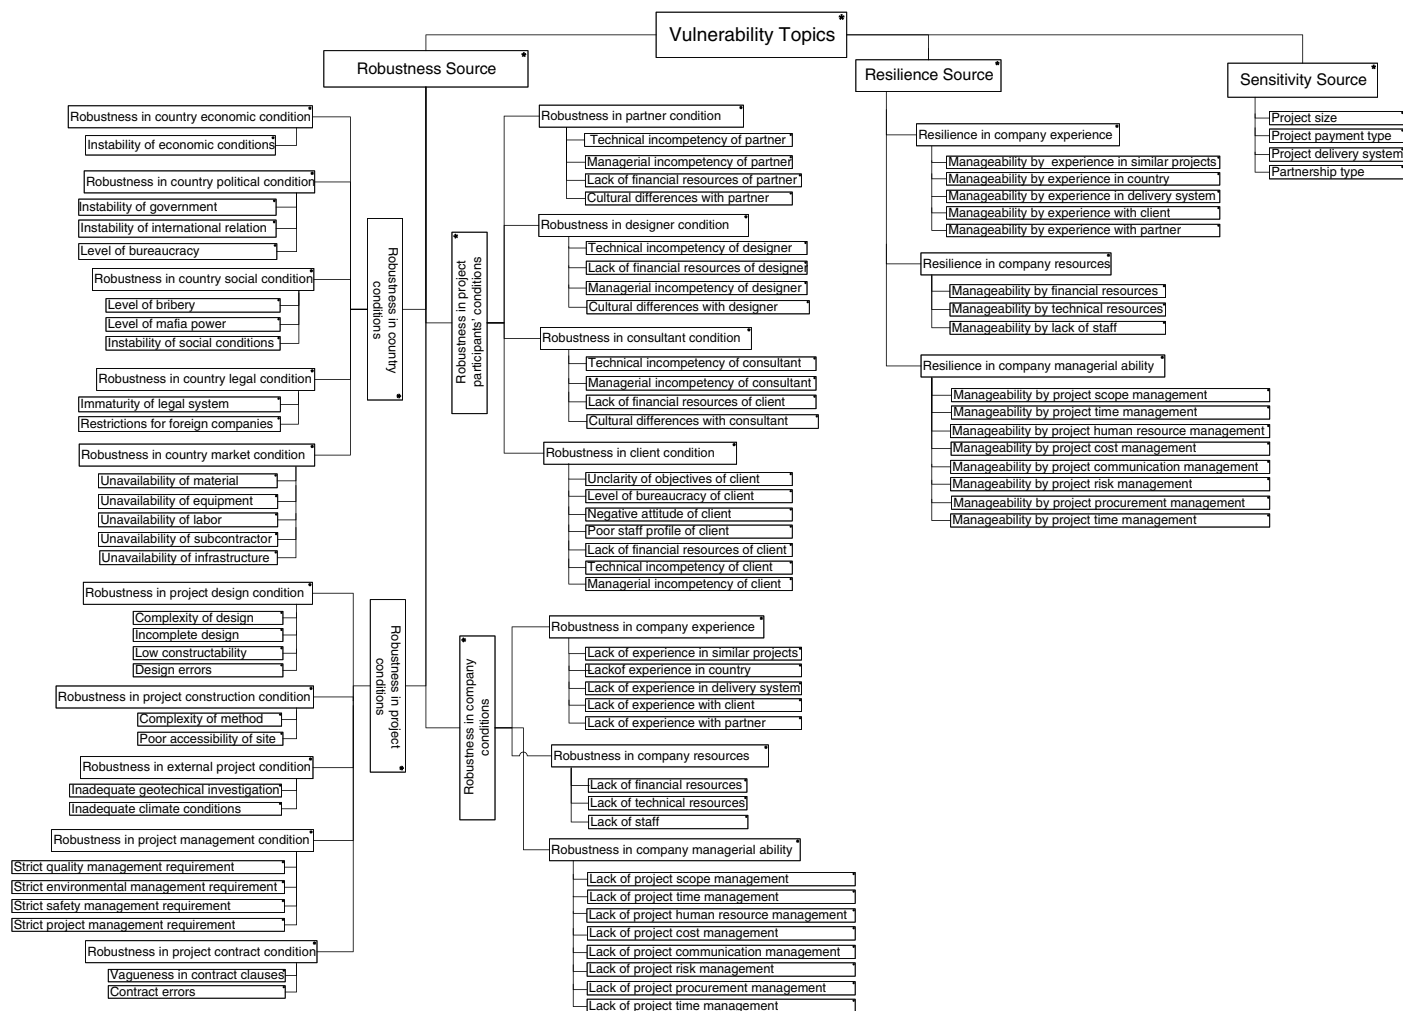 Vulnerability Topics
Robustness Source
Resilience Source
Sensitivity Source
Robustness in country conditions
Robustness in country economic condition
Instability of economic conditions
Robustness in country political condition
Instability of government
Instability of international relation
Level of bureaucracy
Robustness in country social condition
Level of bribery
Level of mafia power
Instability of social conditions
Robustness in country legal condition
Immaturity of legal system
Restrictions for foreign companies
Robustness in country market condition
Unavailability of material
Unavailability of equipment
Unavailability of labor
Unavailability of subcontractor
Unavailability of infrastructure
Robustness in project conditions
Robustness in project design condition
Complexity of design
Incomplete design
Low constructability
Design errors
Robustness in project construction condition
Complexity of method
Poor accessibility of site
Robustness in external project condition
Inadequate geotechical investigation
Inadequate climate conditions
Robustness in project management condition
Strict quality management requirement
Strict environmental management requirement
Strict safety management requirement
Strict project management requirement
Robustness in project contract condition
Vagueness in contract clauses
Contract errors
Robustness in project participants' conditions
Robustness in partner condition
Technical incompetency of partner
Managerial incompetency of partner
Lack of financial resources of partner
Cultural differences with partner
Robustness in designer condition
Technical incompetency of designer
Lack of financial resources of designer
Managerial incompetency of designer
Cultural differences with designer
Robustness in consultant condition
Technical incompetency of consultant
Managerial incompetency of consultant
Lack of financial resources of client
Cultural differences with consultant
Robustness in client condition
Unclarity of objectives of client
Level of bureaucracy of client
Negative attitude of client
Poor staff profile of client
Lack of financial resources of client
Technical incompetency of client
Managerial incompetency of client
Robustness in company conditions
Robustness in company experience
Lack of experience in similar projects
Lackof experience in country
Lack of experience in delivery system
Lack of experience with client
Lack of experience with partner
Robustness in company resources
Lack of financial resources
Lack of technical resources
Lack of staff
Robustness in company managerial ability
Lack of project scope management
Lack of project time management
Lack of project human resource management
Lack of project cost management
Lack of project communication management
Lack of project risk management
Lack of project procurement management
Lack of project time management
Resilience in company experience
Manageability by experience in similar projects
Manageability by experience in country
Manageability by experience in delivery system
Manageability by experience with client
Manageability by experience with partner
Resilience in company resources
Manageability by financial resources
Manageability by technical resources
Manageability by lack of staff
Resilience in company managerial ability
Manageability by project scope management
Manageability by project time management
Manageability by project human resource management
Manageability by project cost management
Manageability by project communication management
Manageability by project risk management
Manageability by project procurement management
Manageability by project time management
Project size
Project payment type
Project delivery system
Partnership type